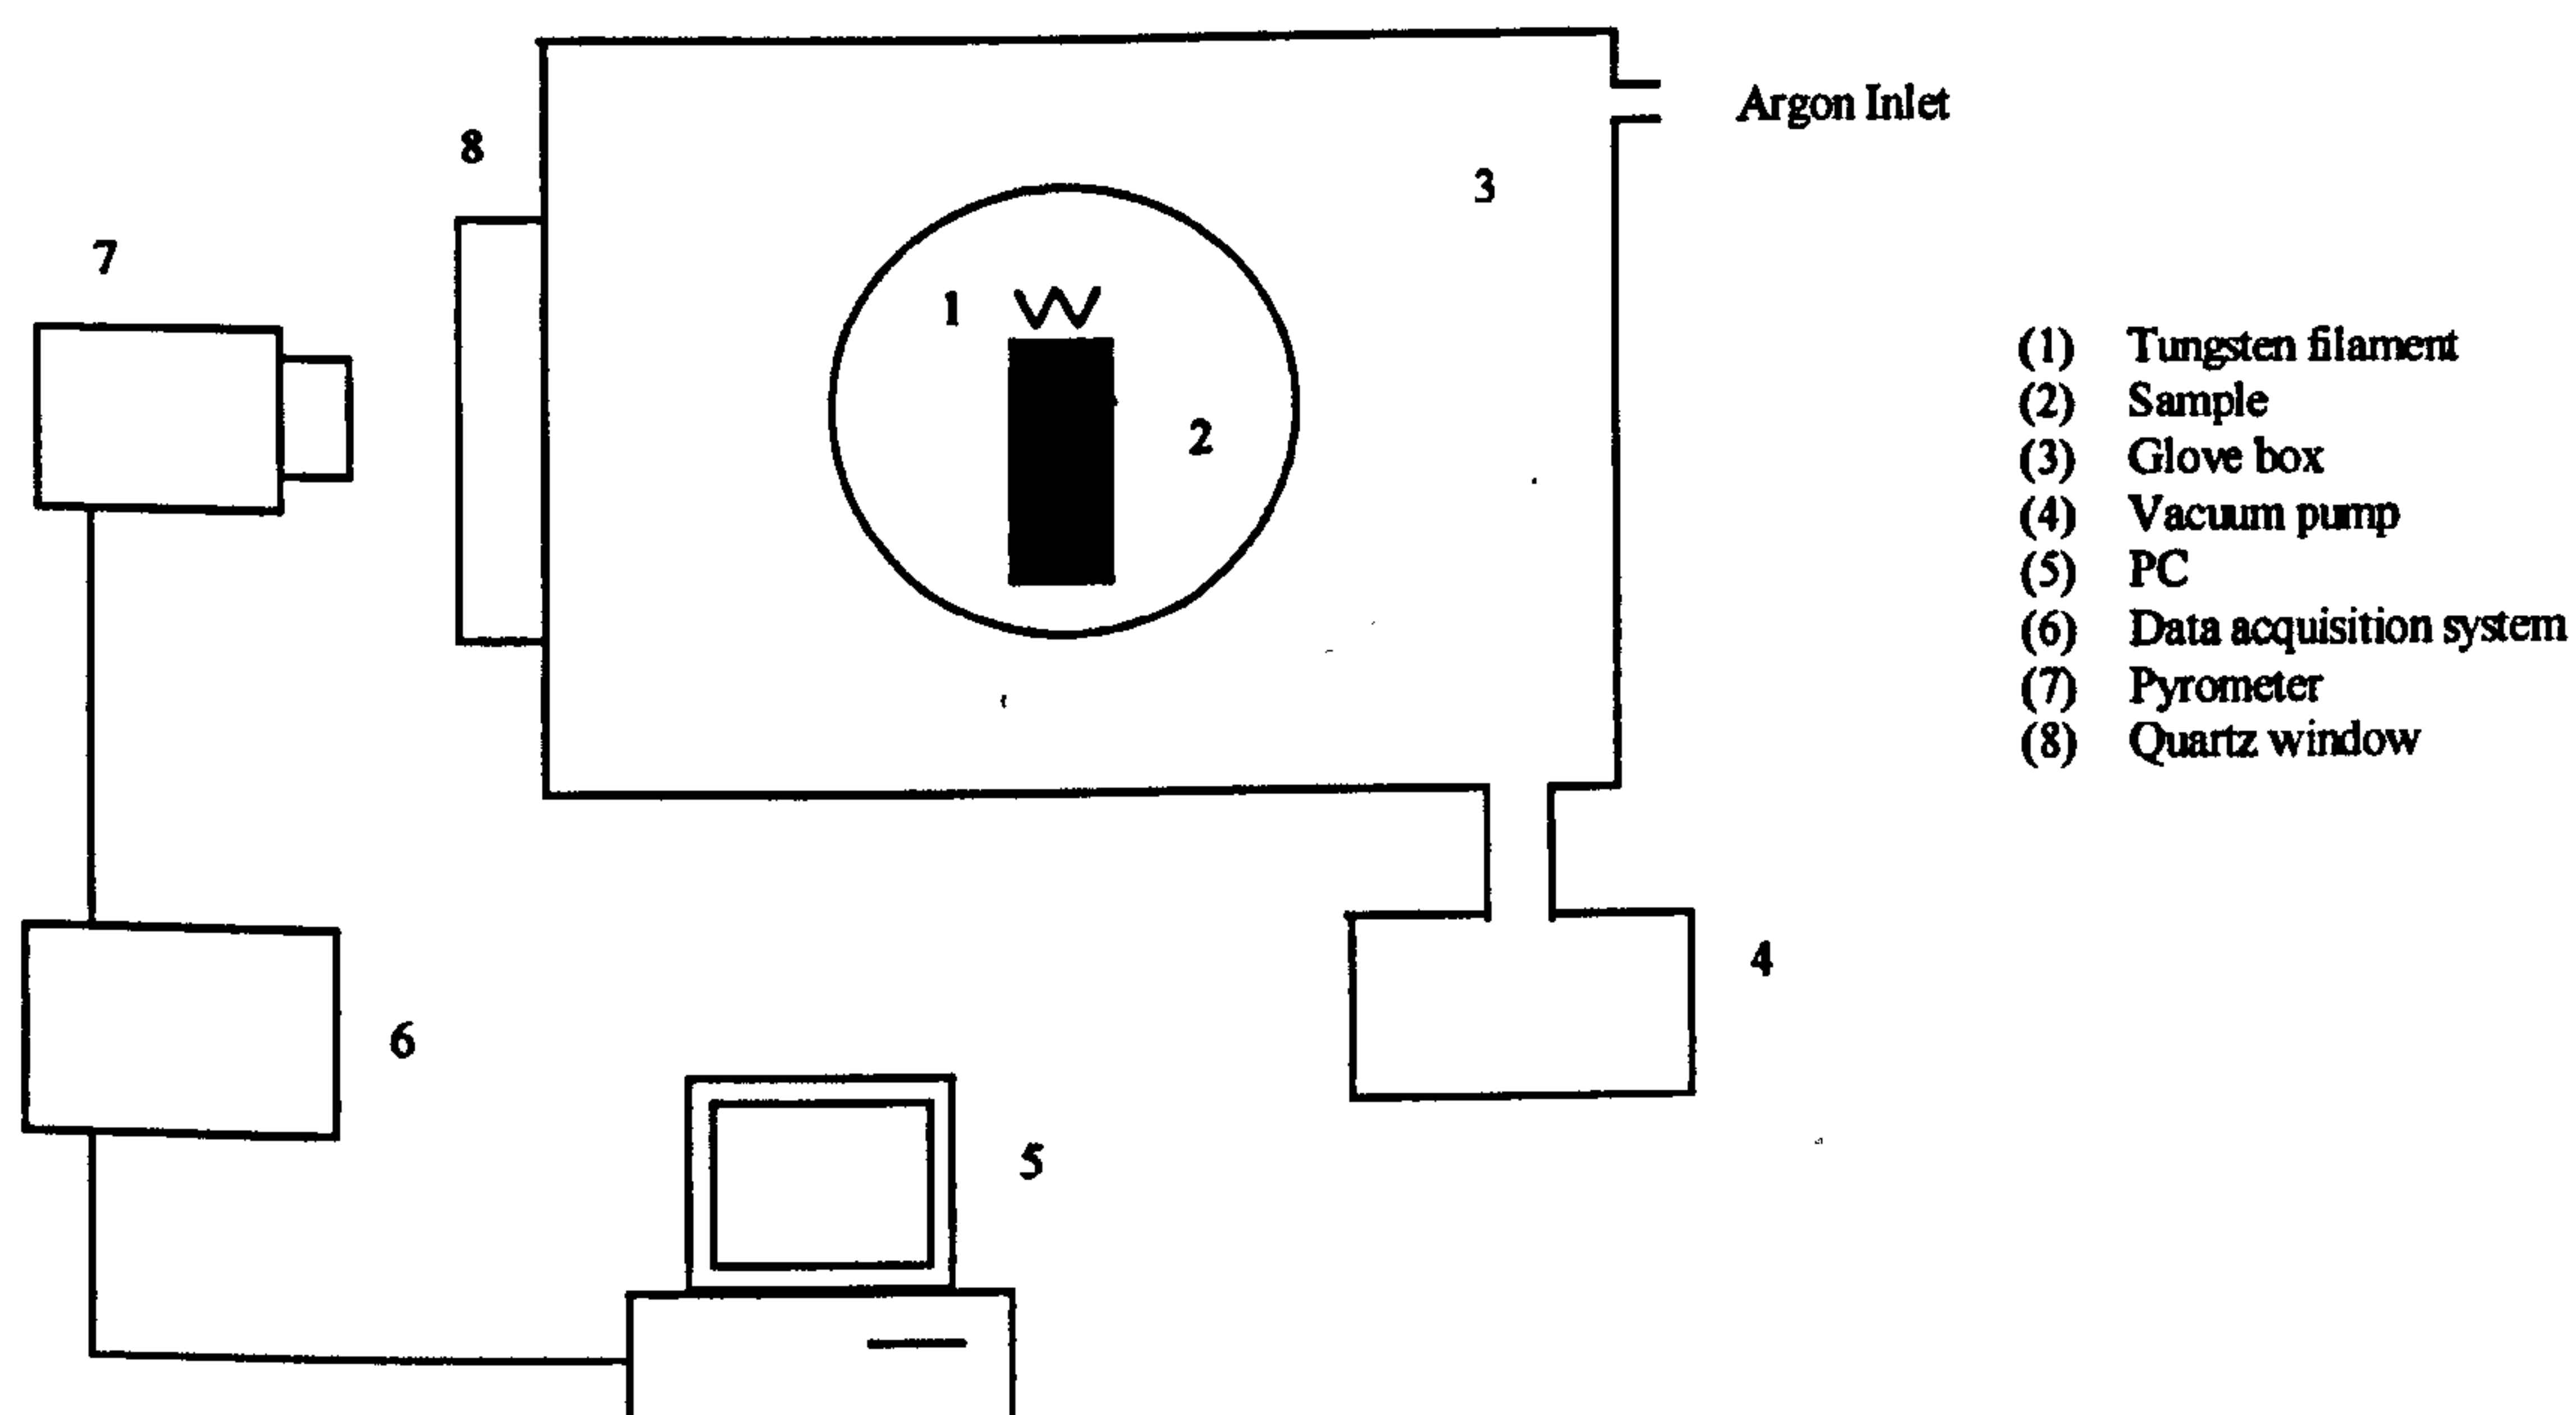 Argon Inlet
8
3
7
1
2
(1) Tungsten filament
(2) Sample
(3) Glove box
(4) Vacuum pump
(5) PC
(6) Data acquisition system
(7) Pyrometer
(8) Quartz window
4
6
5